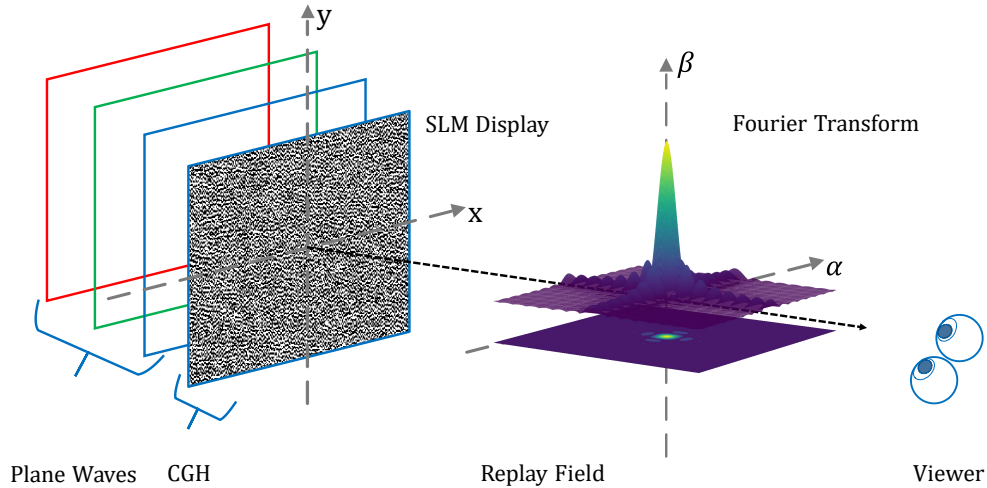 y
β
SLM Display
Fourier Transform
x
α
Plane Waves
CGH
Replay Field
Viewer